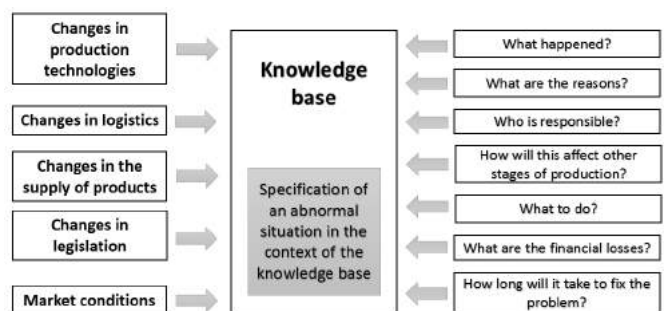 Changes in
production
technologies
Changes in logistics
Changes in the
supply of products
Changes in
legislation
Market conditions
Knowledge
base
Specification of
an abnormal
situation in the
context of the
knowledge base
What happened?
What are the reasons?
Who is responsible?
How will this affect other
stages of production?
What to do?
What are the financial losses?
How long will it take to fix the
problem?